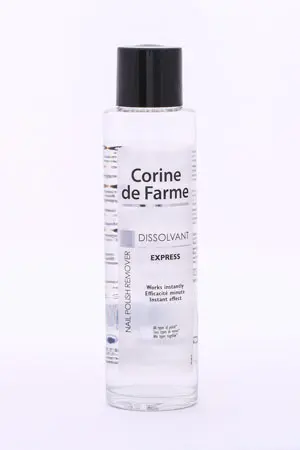 Corine
de Farme
DISSOLVANT
EXPRESS
NAIL POLISH REMOVER
Works instantly
Efficacité minute
Instant effect